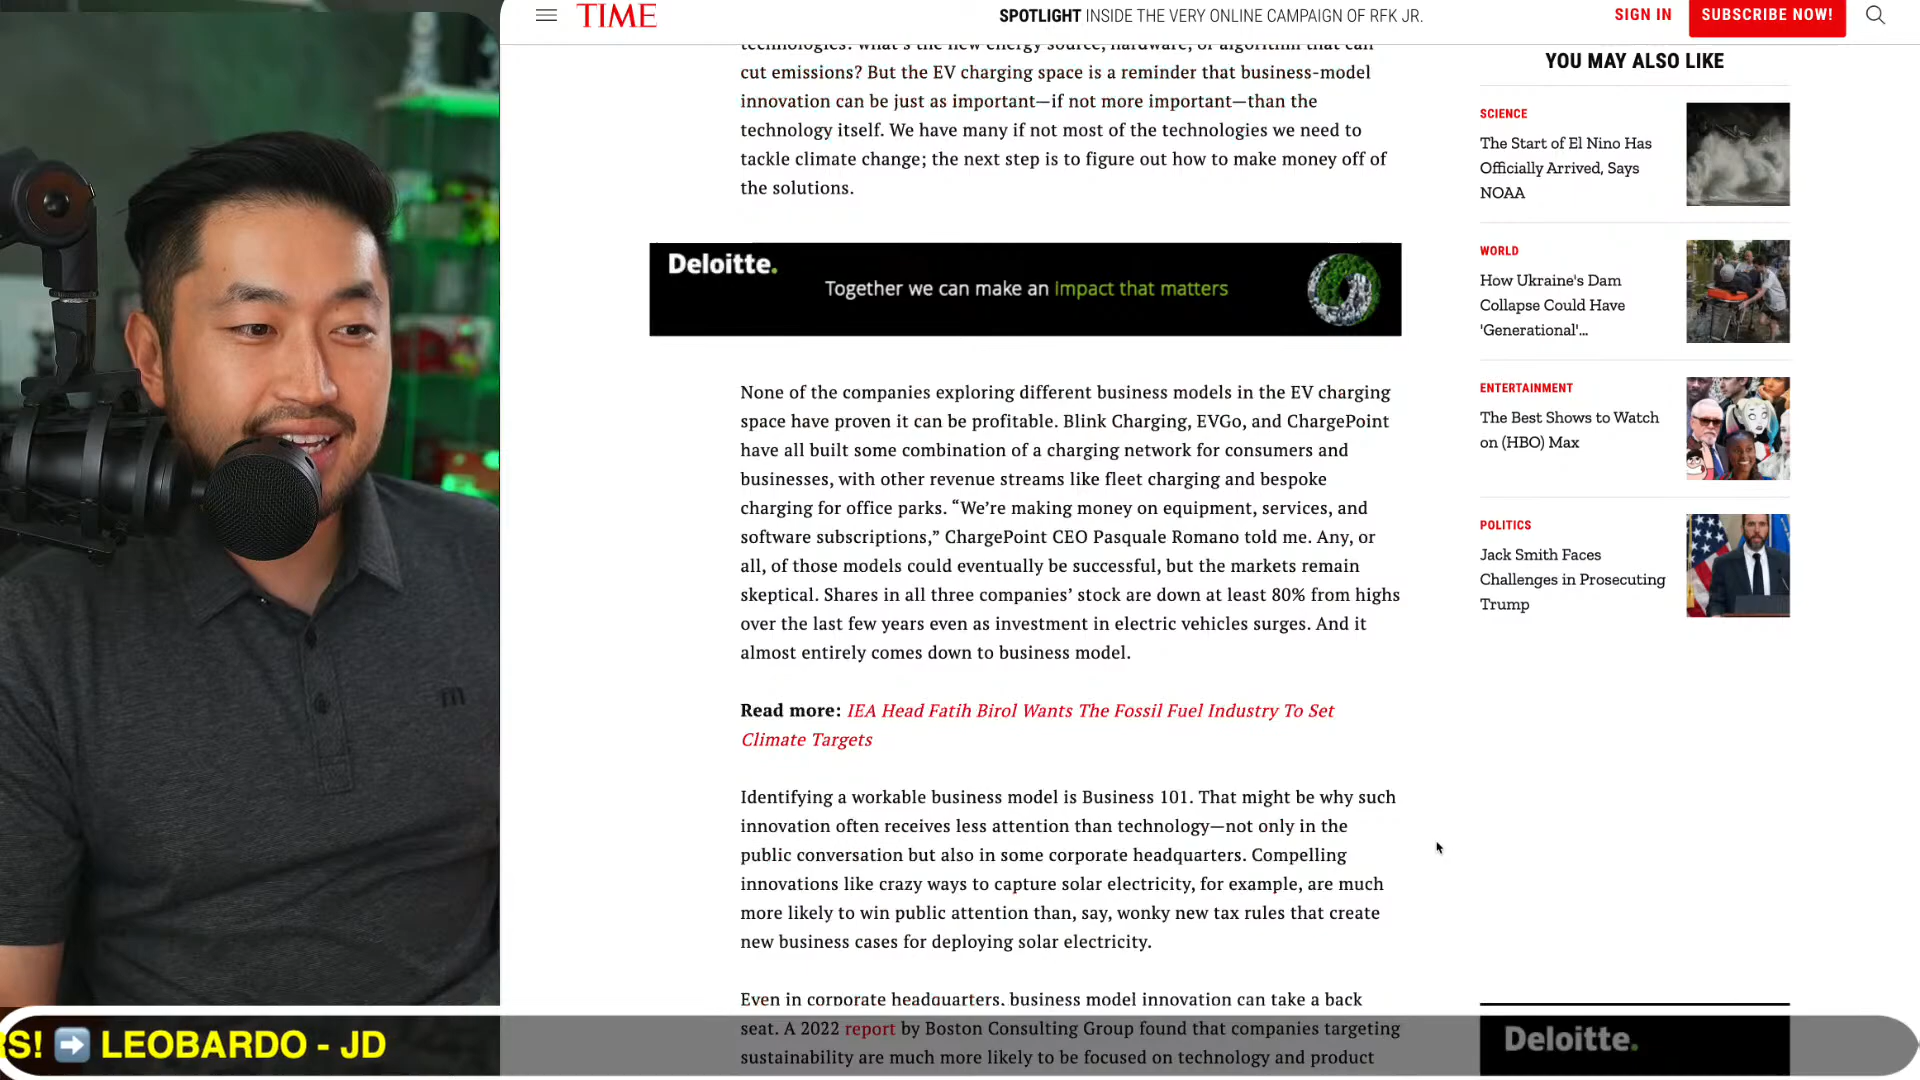 TIME
SPOTLIGHT INSIDE THE VERY ONLINE CAMPAIGN OF RFK JR.
SIGN IN
SUBSCRIBE NOW!
technologies: what's the new energy source, hardware, or algorithm that can
cut emissions? But the EV charging space is a reminder that business-model
innovation can be just as important—if not more important—than the
technology itself. We have many if not most of the technologies we need to
tackle climate change; the next step is to figure out how to make money off of
the solutions.
Deloitte.
Together we can make an impact that matters
None of the companies exploring different business models in the EV charging
space have proven it can be profitable. Blink Charging, EVGo, and ChargePoint
have all built some combination of a charging network for consumers and
businesses, with other revenue streams like fleet charging and bespoke
charging for office parks. “We’re making money on equipment, services, and
software subscriptions,” ChargePoint CEO Pasquale Romano told me. Any, or
all, of those models could eventually be successful, but the markets remain
skeptical. Shares in all three companies’ stock are down at least 80% from highs
over the last few years even as investment in electric vehicles surges. And it
almost entirely comes down to business model.
Read more: IEA Head Fatih Birol Wants The Fossil Fuel Industry To Set
Climate Targets
Identifying a workable business model is Business 101. That might be why such
innovation often receives less attention than technology—not only in the
public conversation but also in some corporate headquarters. Compelling
innovations like crazy ways to capture solar electricity, for example, are much
more likely to win public attention than, say, wonky new tax rules that create
new business cases for deploying solar electricity.
Even in corporate headquarters, business model innovation can take a back
seat. A 2022 report by Boston Consulting Group found that companies targeting
sustainability are much more likely to be focused on technology and product
YOU MAY ALSO LIKE
SCIENCE
The Start of El Nino Has
Officially Arrived, Says
NOAA
WORLD
How Ukraine's Dam
Collapse Could Have
'Generational'...
ENTERTAINMENT
The Best Shows to Watch
on (HBO) Max
POLITICS
Jack Smith Faces
Challenges in Prosecuting
Trump
Deloitte.
RS! ➡️ LEOBARDO - JD